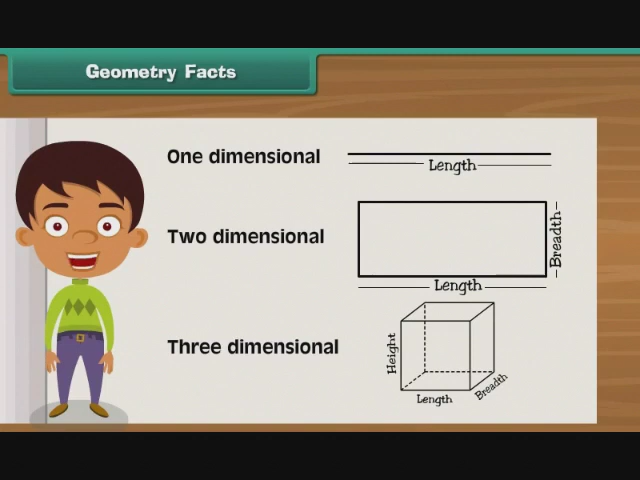 Geometry Facts
One dimensional
Length
Two dimensional
Breadth
Length
Three dimensional
Height
Length
Breadth